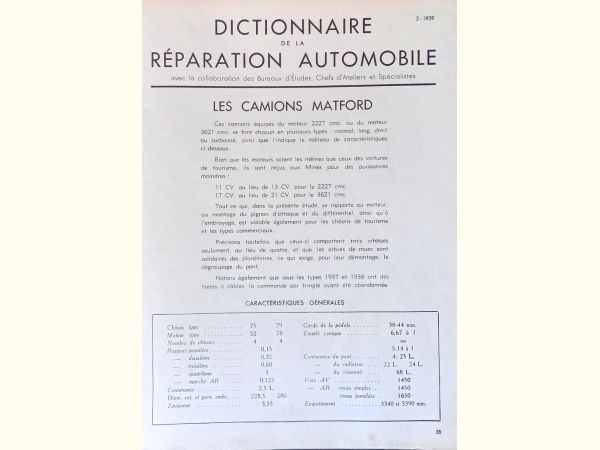 DICTIONNAIRE
2-1939
DE LA
RÉPARATION AUTOMOBILE
avec la collaboration des Bureaux d'Études, Chefs d'Ateliers et Spécialistes
LES CAMIONS MATFORD
Ces camions équipés du moteur 2227 cmc. ou du moteur
3621 cmc. se font chacun en plusieurs types : normal, long, droit
ou surbaissé, ainsi que l'indique le tableau de caractéristiques
ci-dessous.
Bien que les moteurs soient les mêmes que ceux des voitures
de tourisme, ils sont reçus aux Mines pour des puissances
moindres :
11 CV. au lieu de 13 CV. pour le 2227 cmc.
17 CV. au lieu de 21 CV. pour le 3621 cmc.
Tout ce qui, dans la présente étude, se rapporte au moteur,
au montage du pignon d'attaque et du différentiel, ainsi qu'à
l'embrayage, est valable également pour les châssis de tourisme
et les types commerciaux.
Précisons toutefois que ceux-ci comportent trois vitesses
seulement, au lieu de quatre, et que les arbres de roues sont
solidaires des planétaires, ce qui exige, pour leur démontage, le
dégroupage du pont.
Notons également que sous les types 1937 et 1938 ont des
freins à câbles, la commande par tringle ayant été abandonnée.
CARACTÉRISTIQUES GÉNÉRALES
Châssis type ............ 75 79
Moteur type ............ 52 78
Nombre de vitesses ...... 4 4
Rapport première ........ 0,15
— deuxième ........ 0,32
— troisième ........ 0,60
— quatrième ........ 1
— marche AR ........ 0,125
Contenance ............ 2,5 L.
Diam. ext. et garn. emb. .... 228,5 280
Epaisseur ............ 3,55
Garde de la pédale ........ 38-44 mm.
Couple conique ........ 6,67 à 1
ou
5,14 à 1
Contenance du pont ........ 4, 25 L.
— du radiateur .... 22 L. 24 L.
— du réservoir .... 68 L.
Voie AV ............ 1450
— AR roues simples .. 1450
roues jumelées .. 1650
Empattement ............ 3340 et 3390 mm.
35